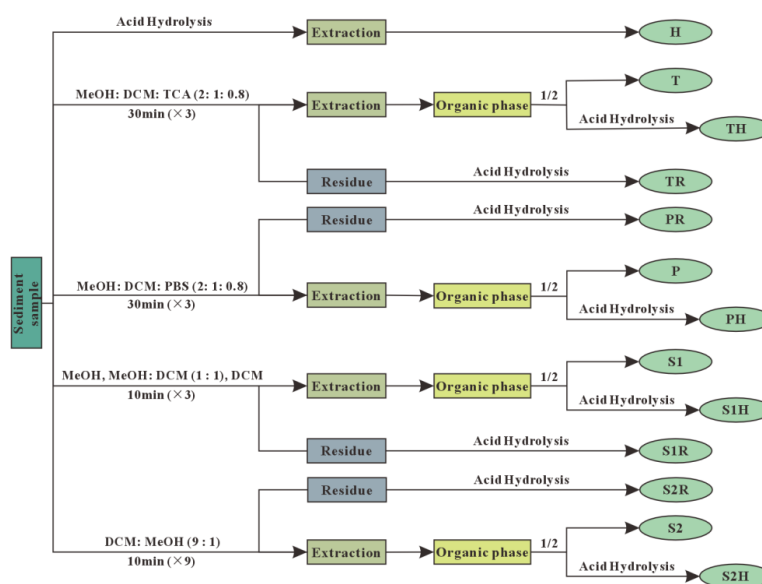 Acid Hydrolysis
Extraction
H
MeOH: DCM: TCA (2: 1: 0.8)
30min (×3)
Extraction
Organic phase
1/2
T
Acid Hydrolysis
TH
Residue
Acid Hydrolysis
TR
Residue
Acid Hydrolysis
PR
Sediment
sample
MeOH: DCM: PBS (2: 1: 0.8)
30min (×3)
Extraction
Organic phase
1/2
P
Acid Hydrolysis
PH
MeOH, MeOH: DCM (1 : 1), DCM
10min (×3)
Extraction
Organic phase
1/2
S1
Acid Hydrolysis
S1H
Residue
Acid Hydrolysis
S1R
Residue
Acid Hydrolysis
S2R
DCM: MeOH (9 : 1)
10min (×9)
Extraction
Organic phase
1/2
S2
Acid Hydrolysis
S2H